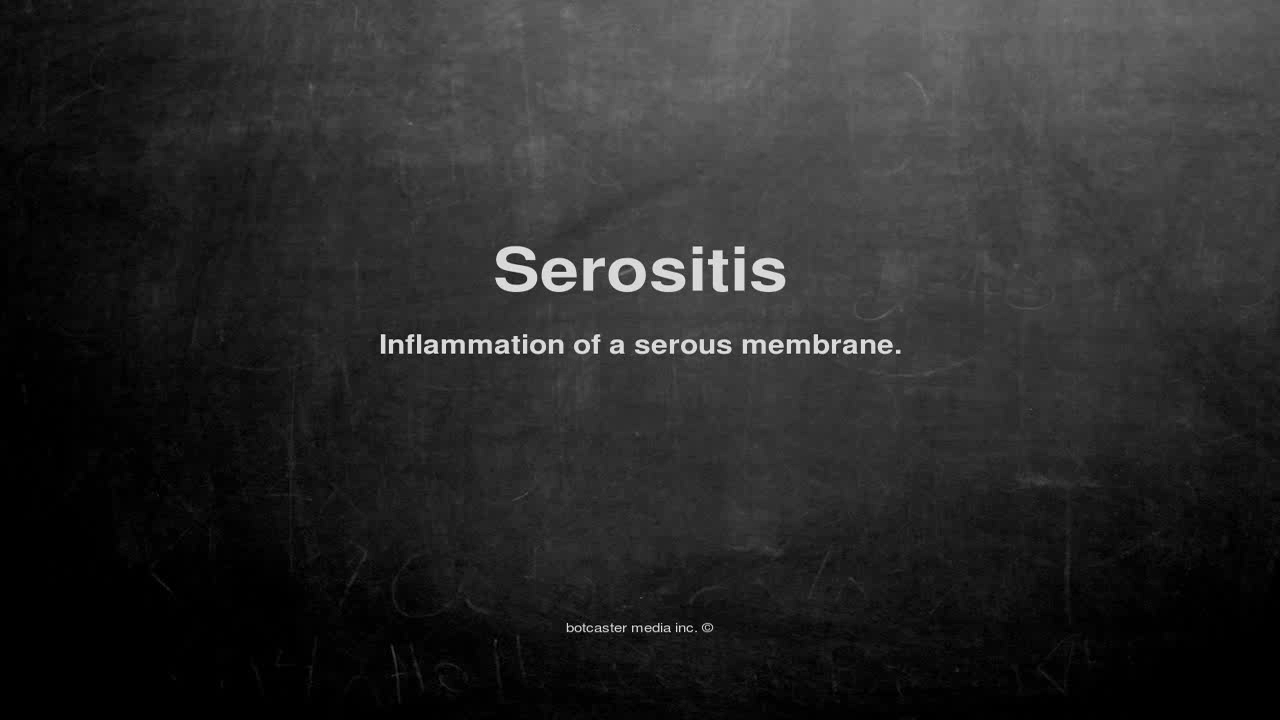 Serositis
Inflammation of a serous membrane.
botcaster media inc. ©